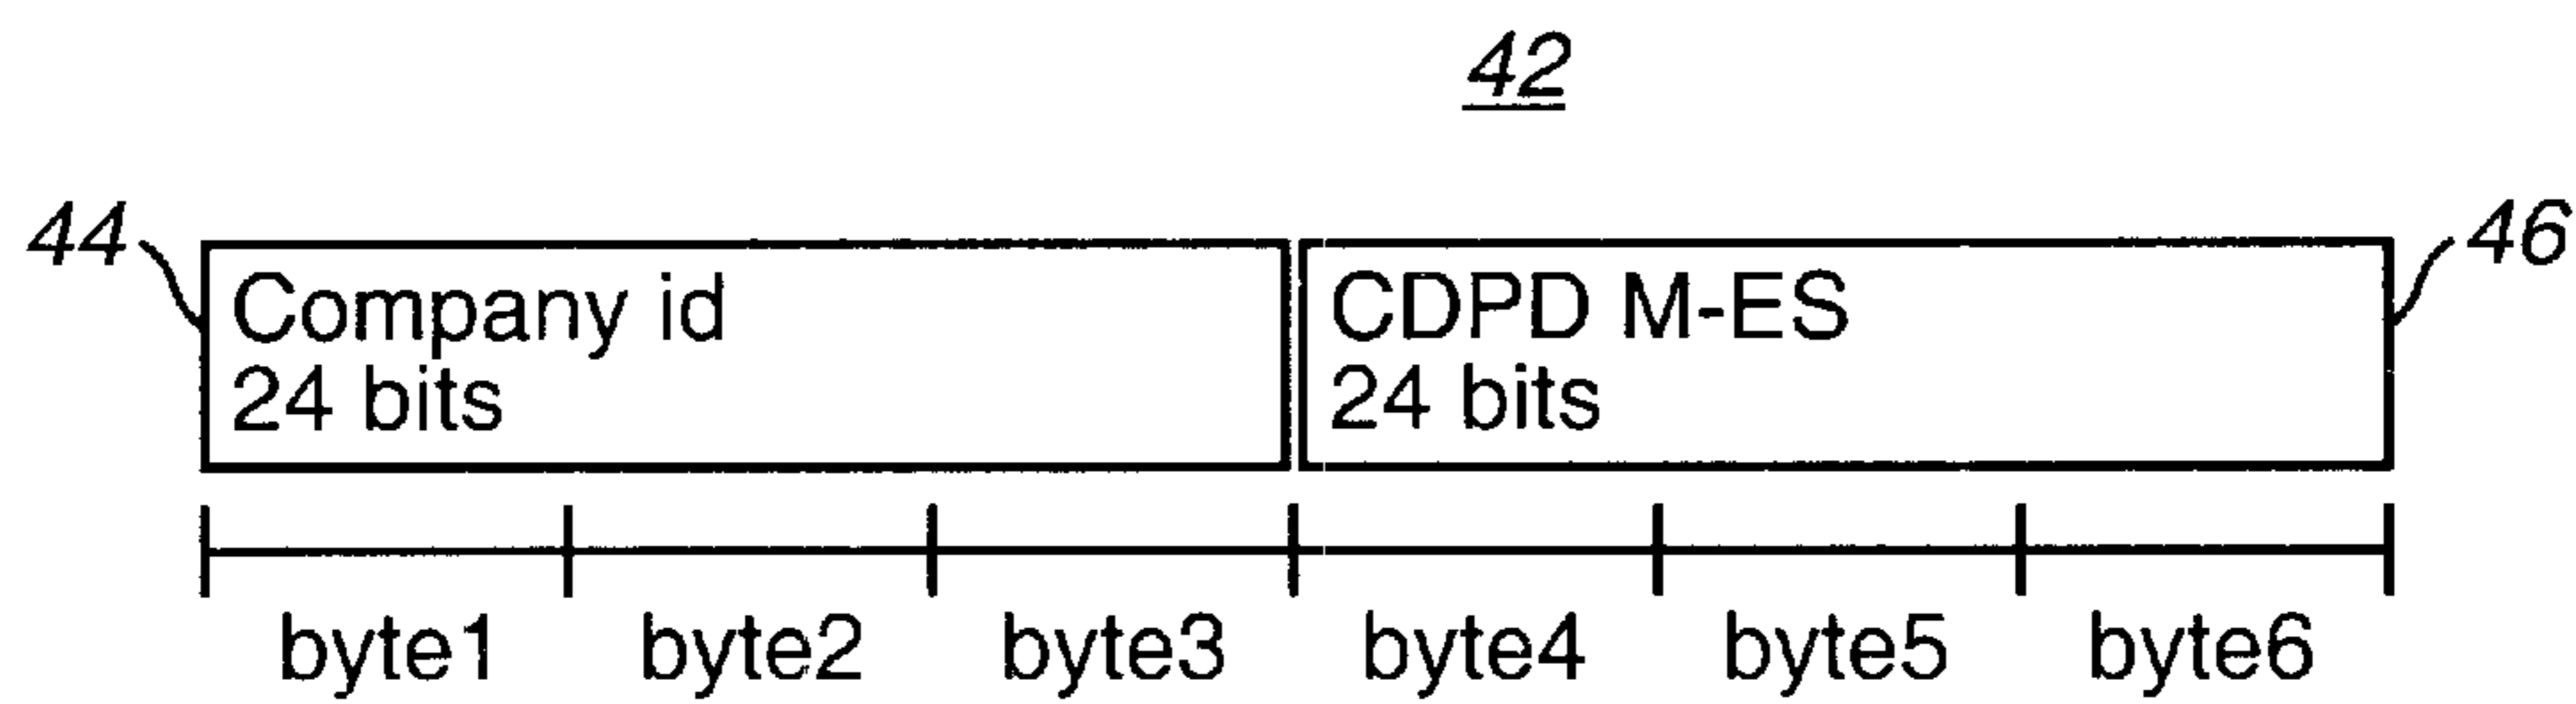 42
44
46
Company id
24 bits
CDPD M-ES
24 bits
byte1 byte2 byte3 byte4 byte5 byte6